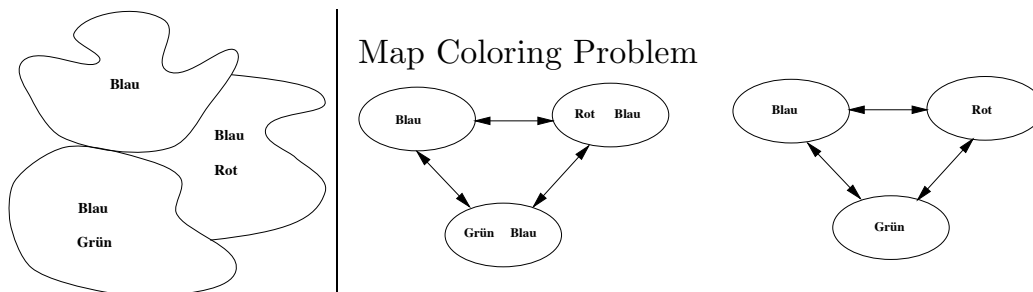 Blau
Blau
Rot
Blau
Grün
Map Coloring Problem
Blau
Rot Blau
Grün Blau
Blau
Rot
Grün